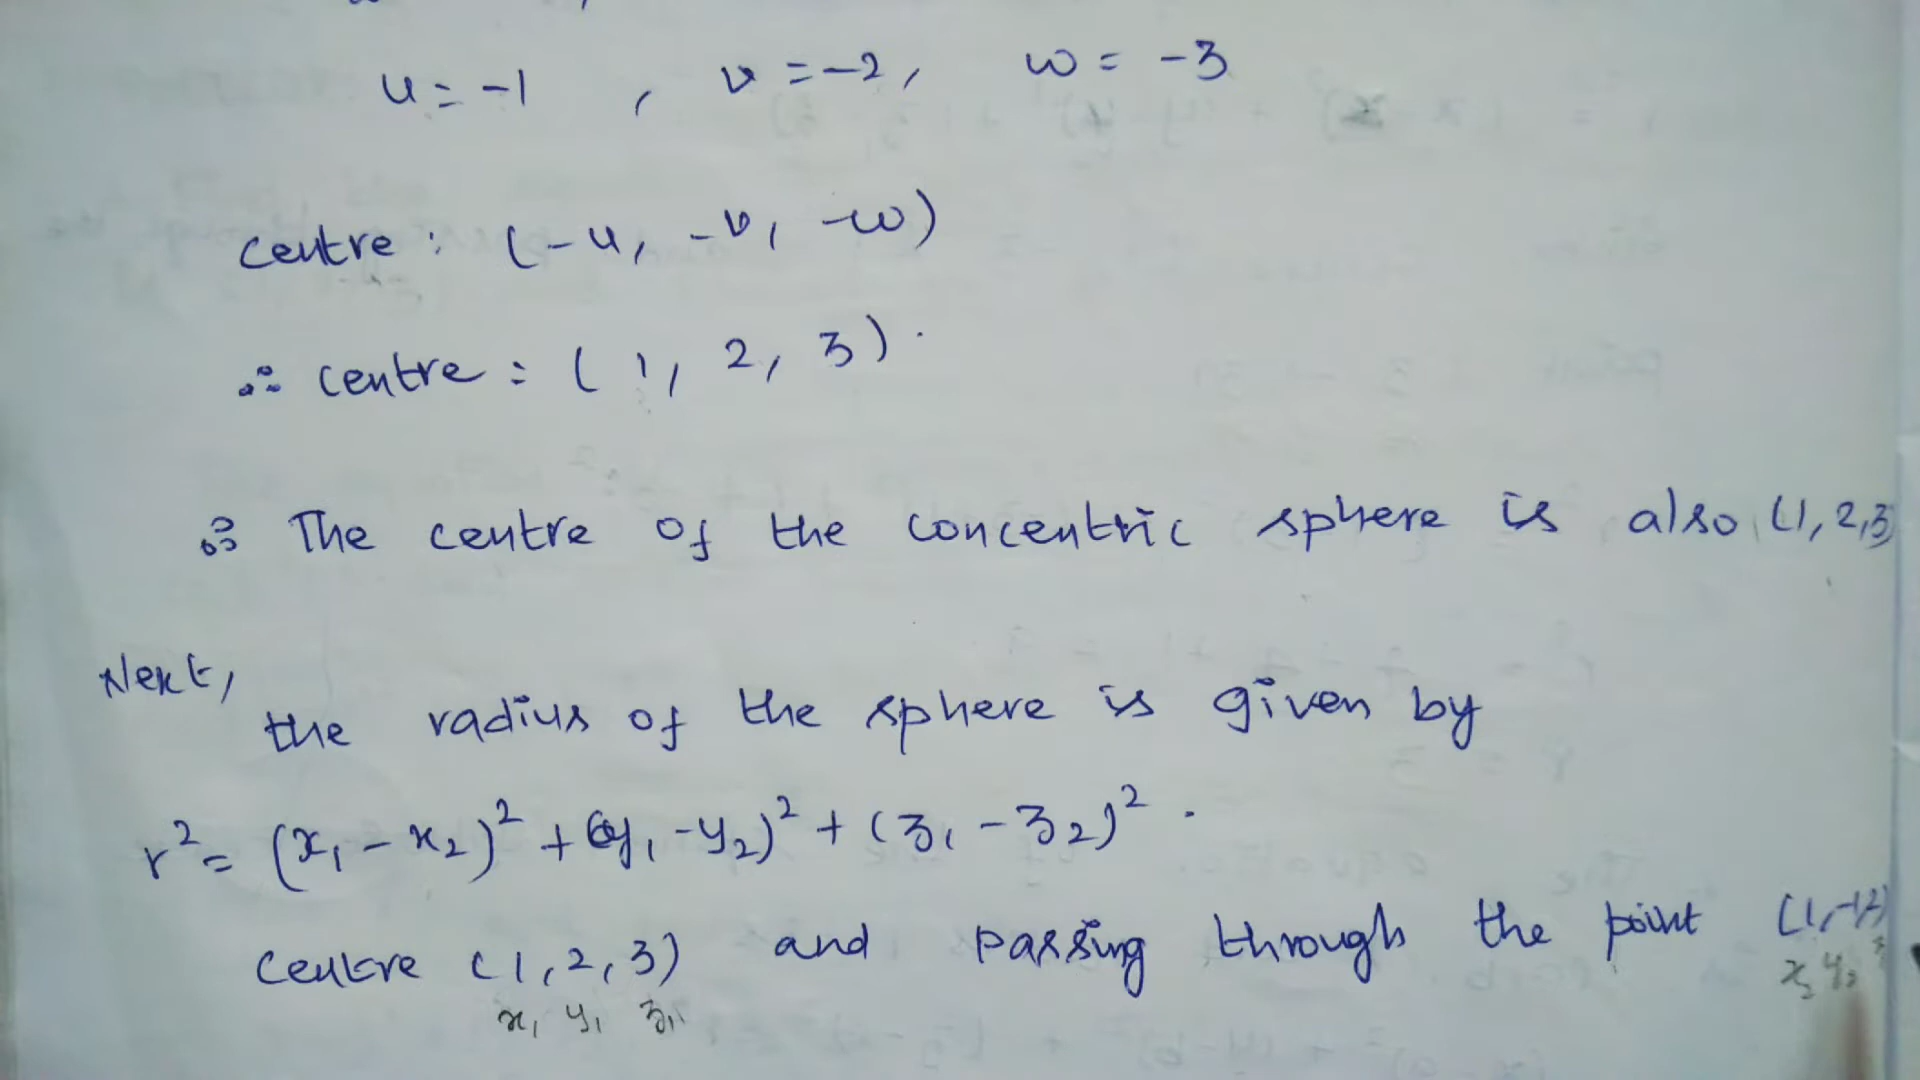 u = -1 , v = -2, w = -3
centre : (-u, -v, -w)
∴ centre : (1, 2, 3).
∴ The centre of the concentric sphere is also (1, 2, 3)
Next,
the radius of the sphere is given by
r² = (x₁ - x₂)² + (y₁ - y₂)² + (z₁ - z₂)².
centre (1, 2, 3) and passing through the point
x₁ y₁ z₁
x₂ y₂